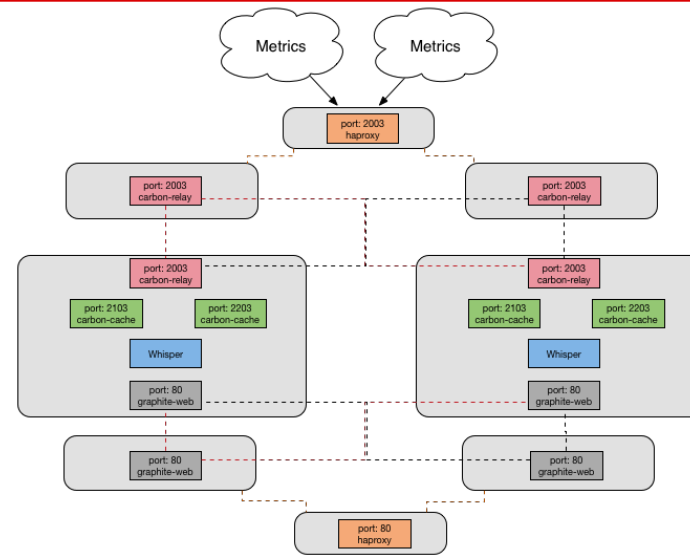 Metrics
Metrics
port: 2003
haproxy
port: 2003
carbon-relay
port: 2003
carbon-relay
port: 2003
carbon-relay
port: 2003
carbon-relay
port: 2103
carbon-cache
port: 2203
carbon-cache
port: 2103
carbon-cache
port: 2203
carbon-cache
Whisper
Whisper
port: 80
graphite-web
port: 80
graphite-web
port: 80
graphite-web
port: 80
graphite-web
port: 80
haproxy